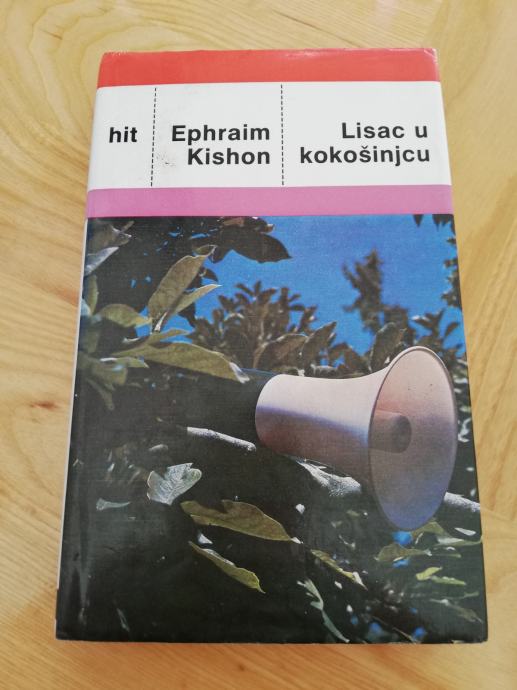 hit
Ephraim
Kishon
Lisac u
kokošinjcu